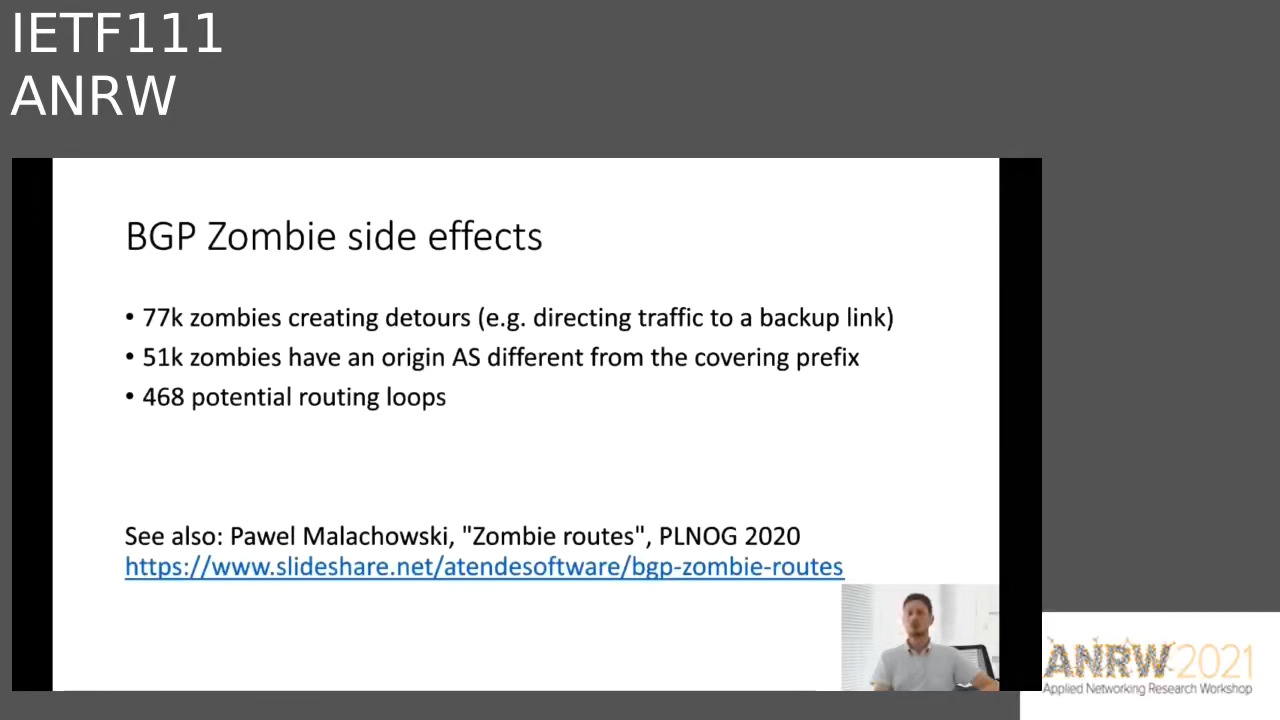 IETF111
ANRW
BGP Zombie side effects
• 77k zombies creating detours (e.g. directing traffic to a backup link)
• 51k zombies have an origin AS different from the covering prefix
• 468 potential routing loops
See also: Pawel Malachowski, "Zombie routes", PLNOG 2020
https://www.slideshare.net/atendesoftware/bgp-zombie-routes
ANRW 2021
Applied Networking Research Workshop